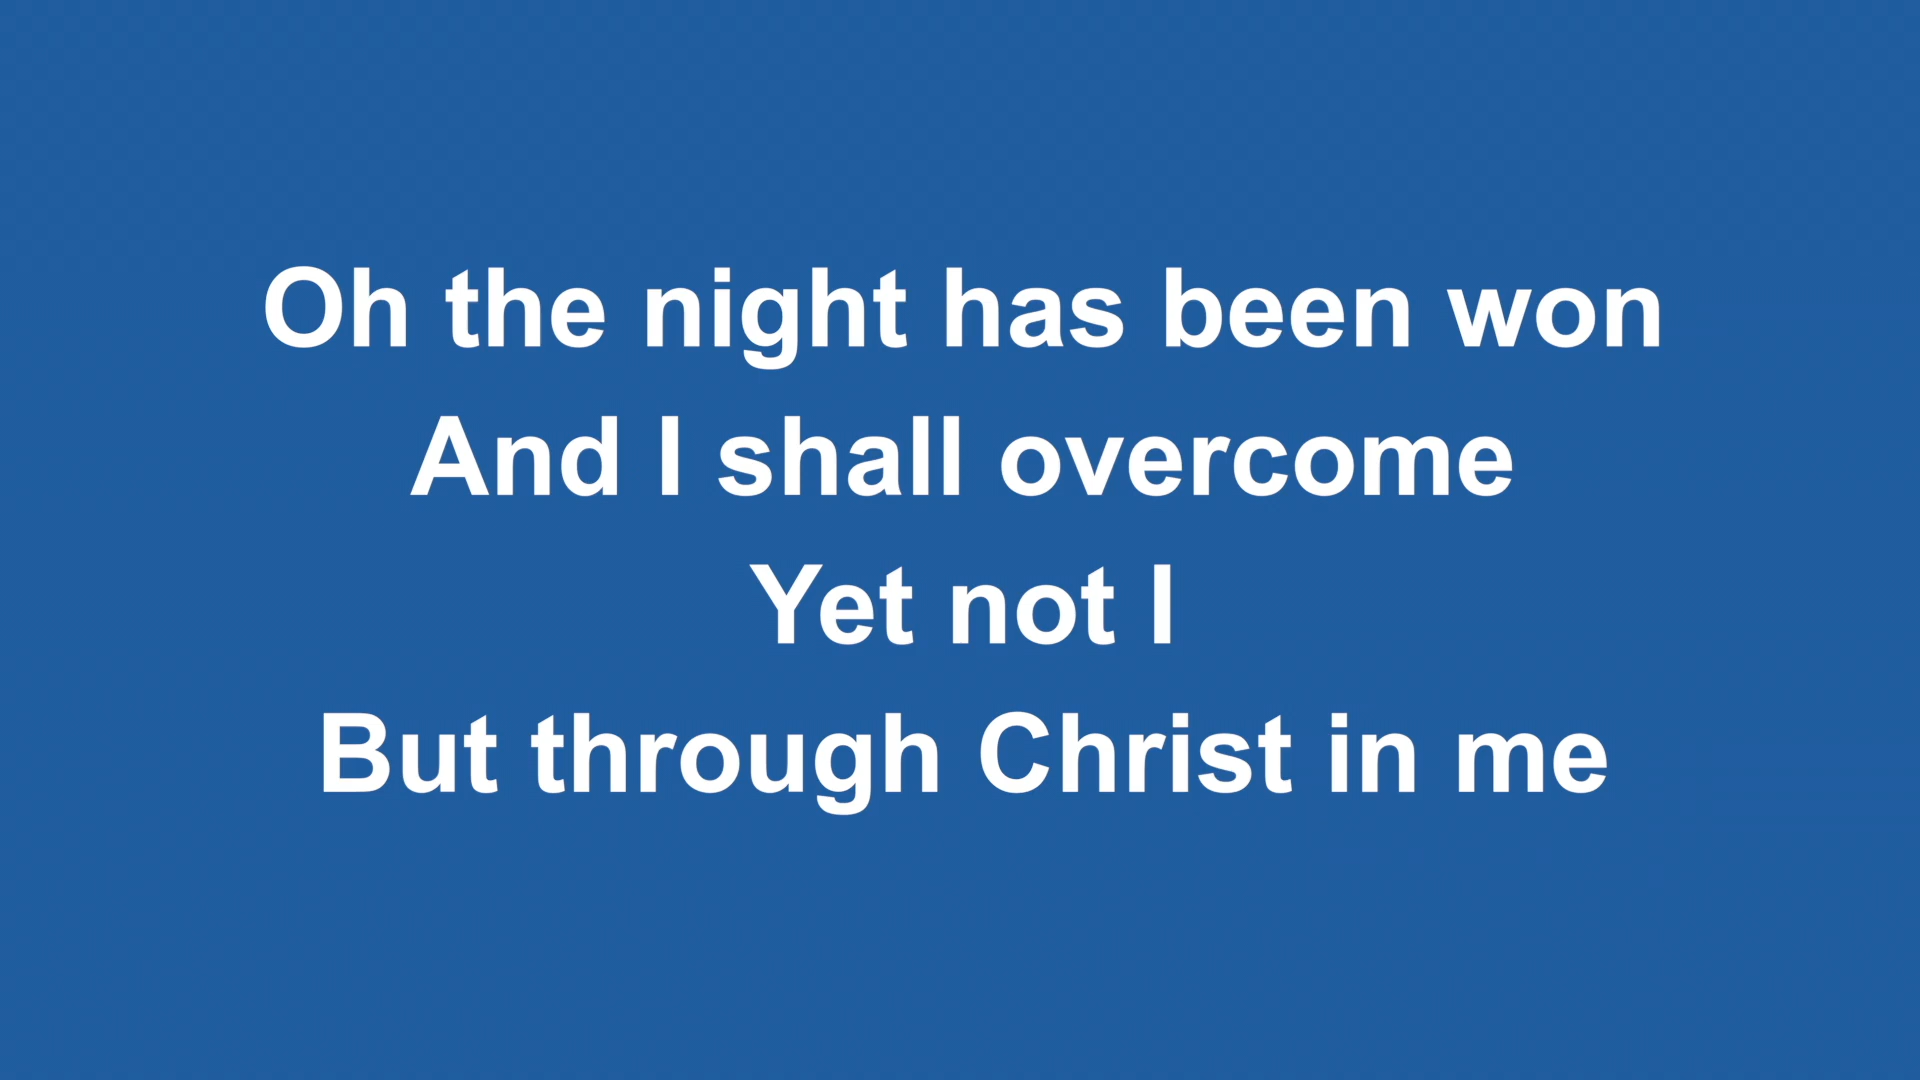 Oh the night has been won
And I shall overcome
Yet not I
But through Christ in me